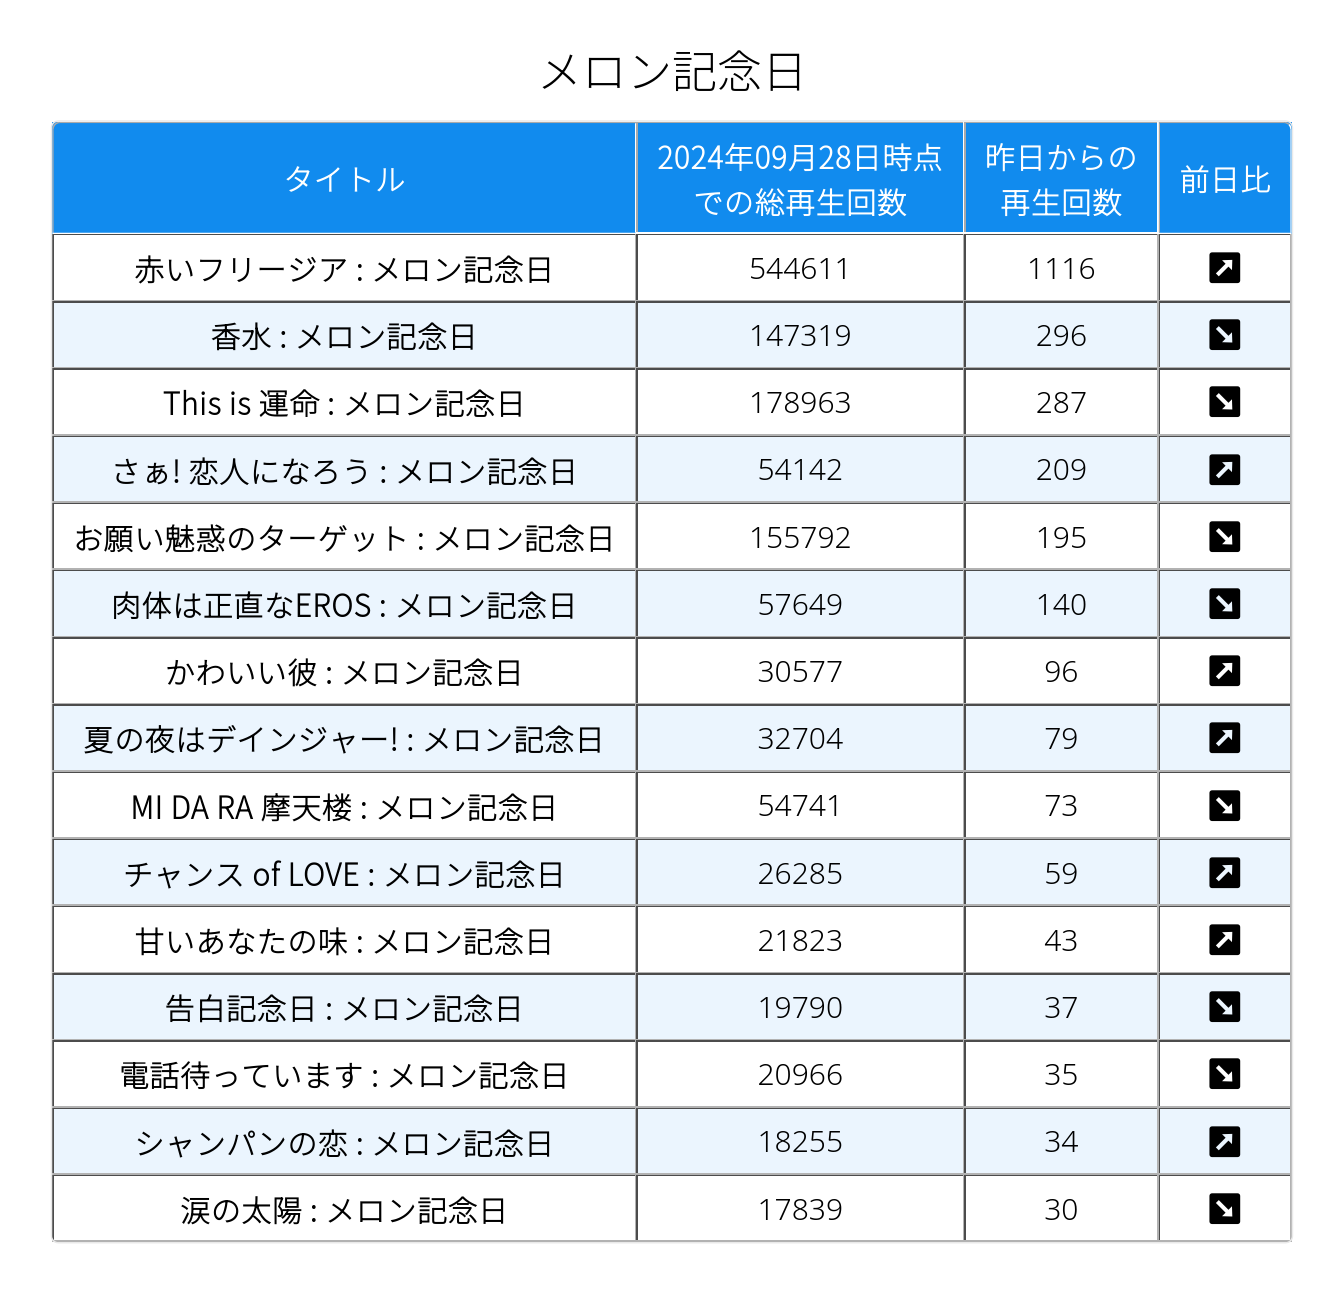 メロン記念日
タイトル 2024年09月28日時点での総再生回数 昨日からの再生回数 前日比
赤いフリージア : メロン記念日 544611 1116 ↗
香水 : メロン記念日 147319 296 ↘
This is 運命 : メロン記念日 178963 287 ↘
さぁ! 恋人になろう : メロン記念日 54142 209 ↗
お願い魅惑のターゲット : メロン記念日 155792 195 ↘
肉体は正直なEROS : メロン記念日 57649 140 ↘
かわいい彼 : メロン記念日 30577 96 ↗
夏の夜はデインジャー! : メロン記念日 32704 79 ↗
MI DA RA 摩天楼 : メロン記念日 54741 73 ↘
チャンス of LOVE : メロン記念日 26285 59 ↗
甘いあなたの味 : メロン記念日 21823 43 ↗
告白記念日 : メロン記念日 19790 37 ↘
電話待っています : メロン記念日 20966 35 ↘
シャンパンの恋 : メロン記念日 18255 34 ↗
涙の太陽 : メロン記念日 17839 30 ↘